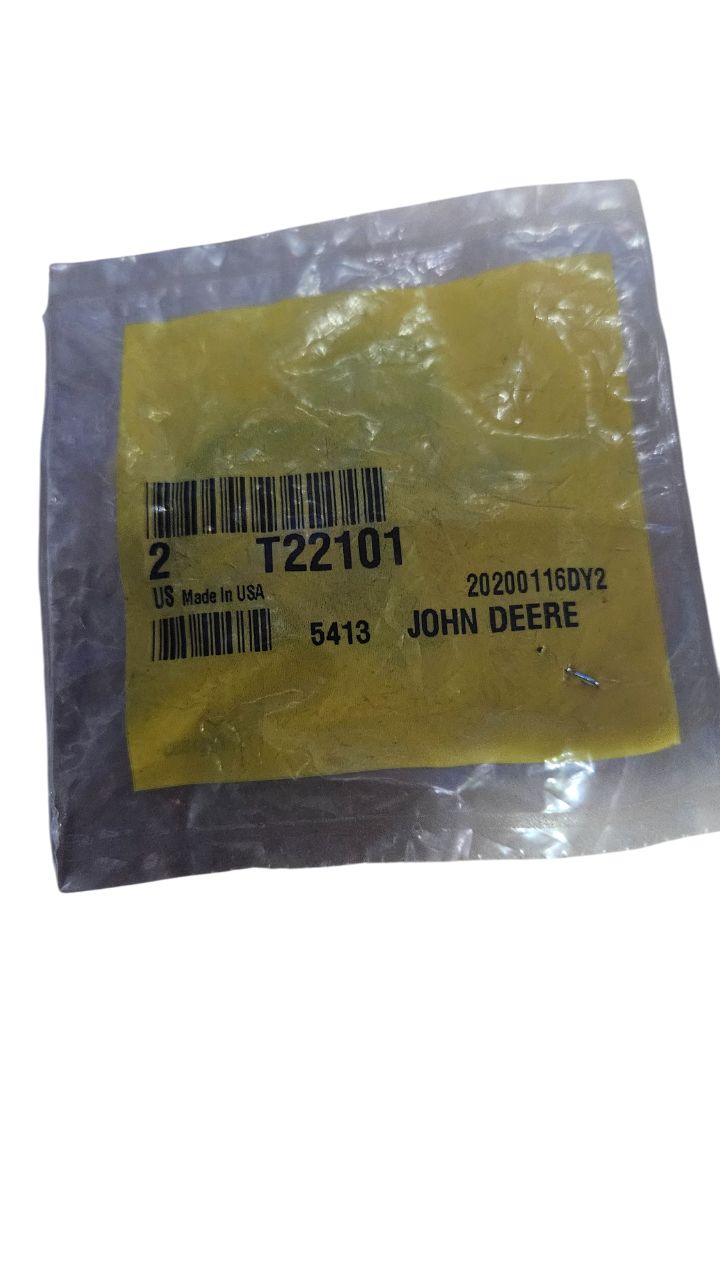 2 T22101
US Made In USA 20200116DY2
5413 JOHN DEERE